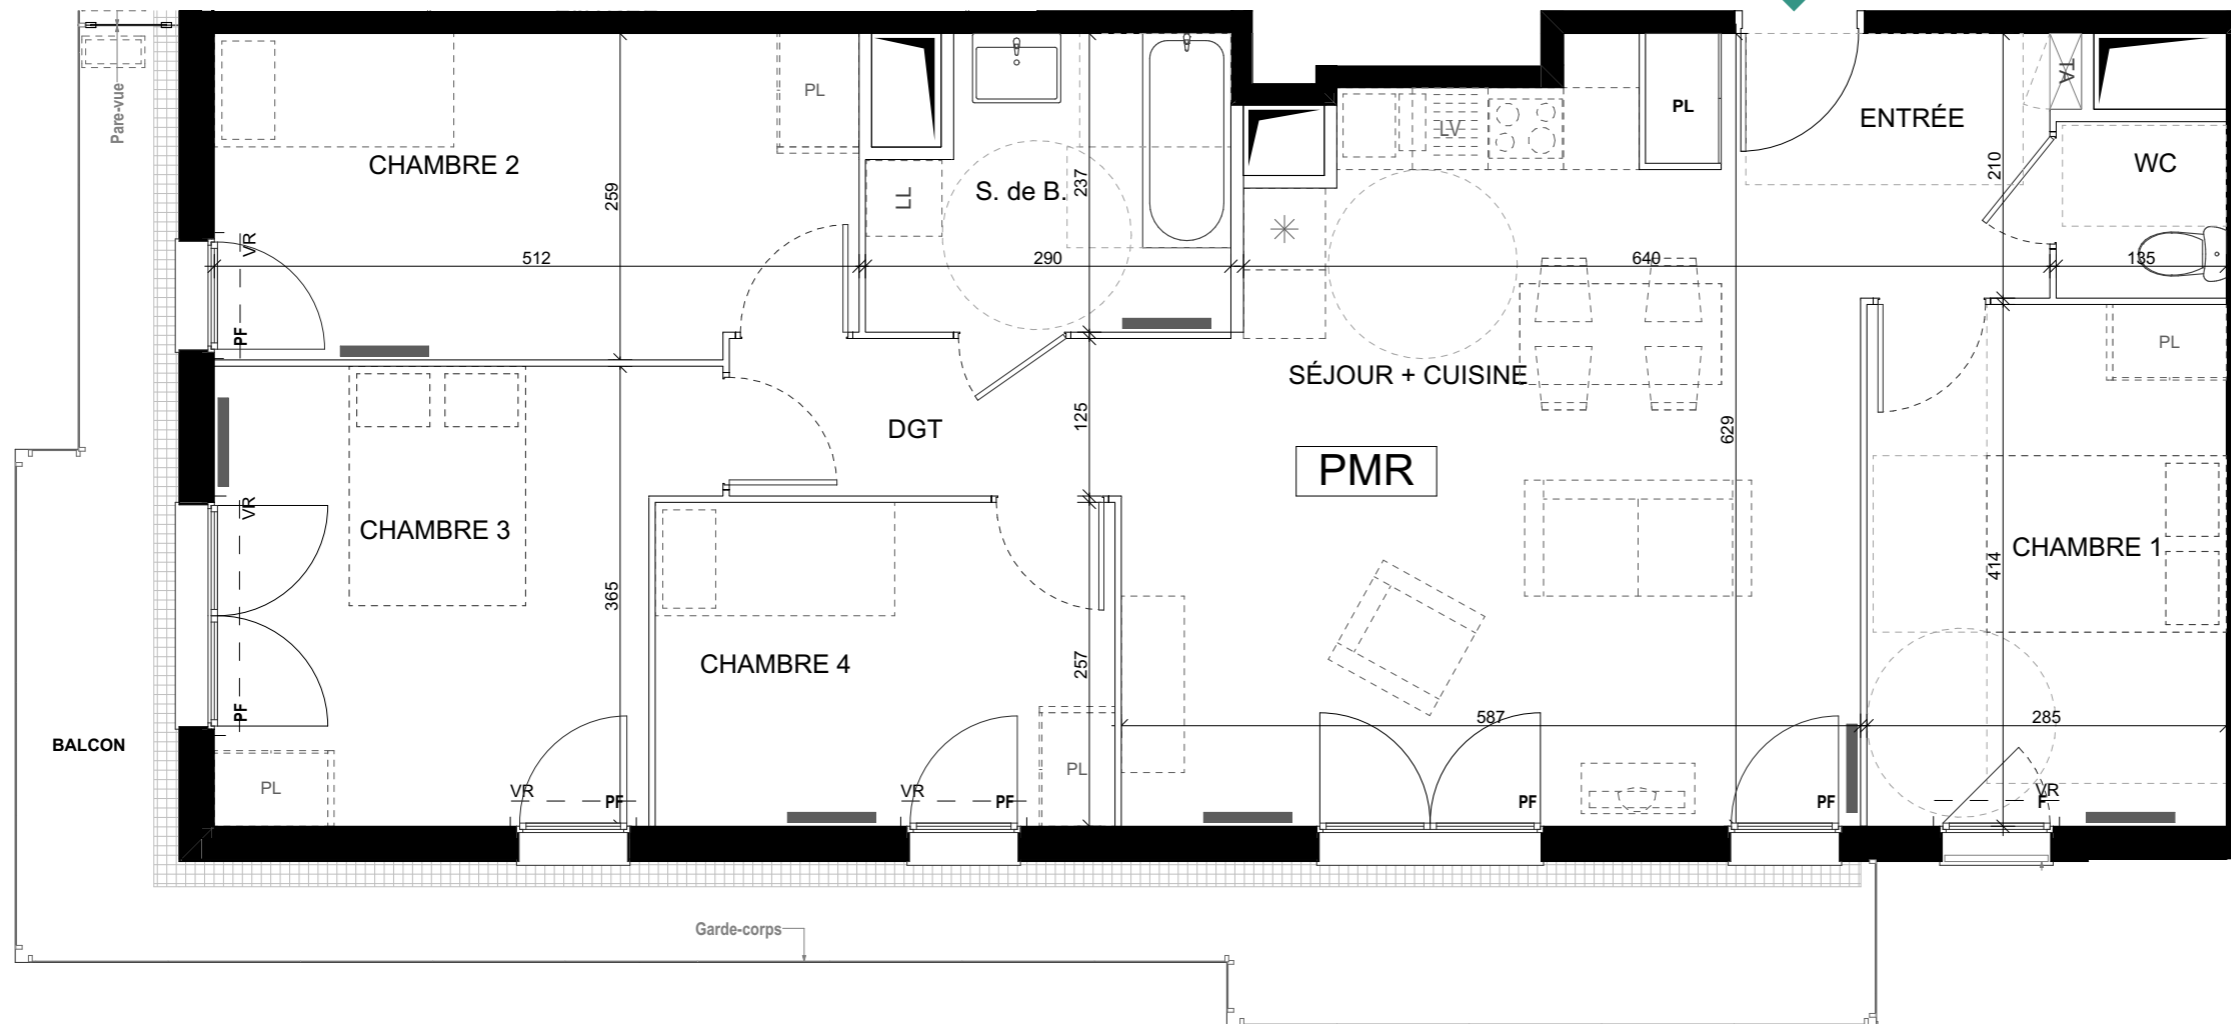 Pare-vue
CHAMBRE 2
PL
259
512
VR
PF
LL
S. de B.
237
290
LV
PL
640
ENTRÉE
TA
210
WC
135
PL
SÉJOUR + CUISINE
DGT
125
PMR
629
CHAMBRE 3
VR
PF
365
PL
VR
PF
CHAMBRE 4
257
PL
VR
PF
587
PF
PF
CHAMBRE 1
414
285
VR
F
BALCON
Garde-corps